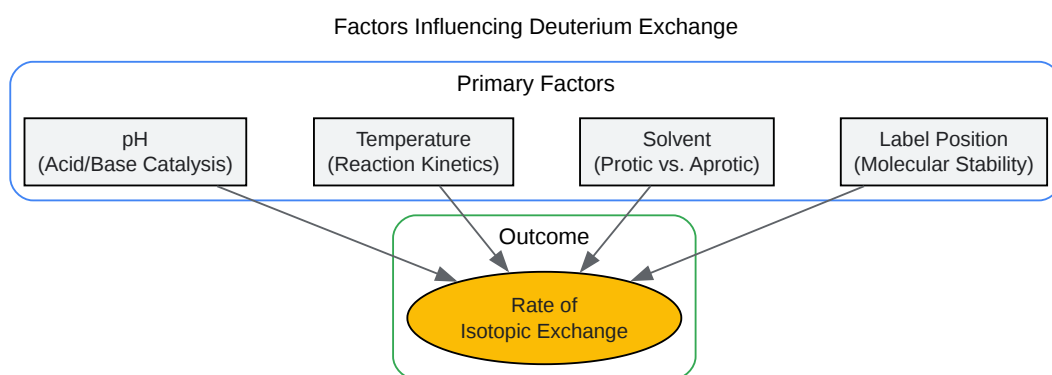 Factors Influencing Deuterium Exchange
Primary Factors
pH
(Acid/Base Catalysis)
Temperature
(Reaction Kinetics)
Solvent
(Protic vs. Aprotic)
Label Position
(Molecular Stability)
Outcome
Rate of
Isotopic Exchange